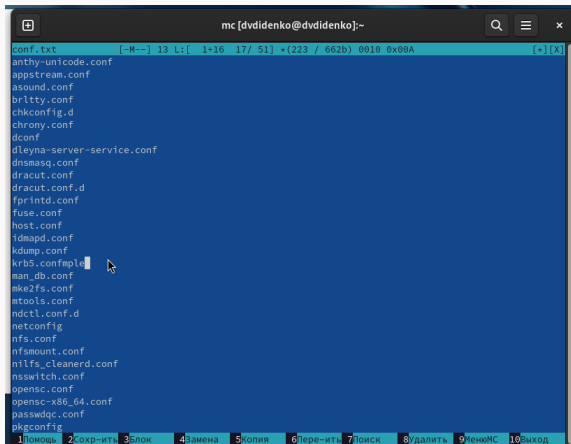 mc [dvdidenko@dvdidenko]:~
conf.txt [-M--] 13 L:[ 1+16 17/ 51] *(223 / 662b) 0010 0x00A [*][X]
anthy-unicode.conf
appstream.conf
asound.conf
brltty.conf
chkconfig.d
chrony.conf
dconf
dleyna-server-service.conf
dnsmasq.conf
dracut.conf
dracut.conf.d
fprintd.conf
fuse.conf
host.conf
idmapd.conf
kdump.conf
krb5.confmple
man_db.conf
mke2fs.conf
mtools.conf
ndctl.conf.d
netconfig
nfs.conf
nfsmount.conf
nilfs_cleanerd.conf
nsswitch.conf
opensc.conf
opensc-x86_64.conf
passwdqc.conf
pkgconfig
1Помощь 2Сохр-ить 3Блок 4Замена 5Копия 6Пере-ить 7Поиск 8Удалить 9МенюMC 10Выход